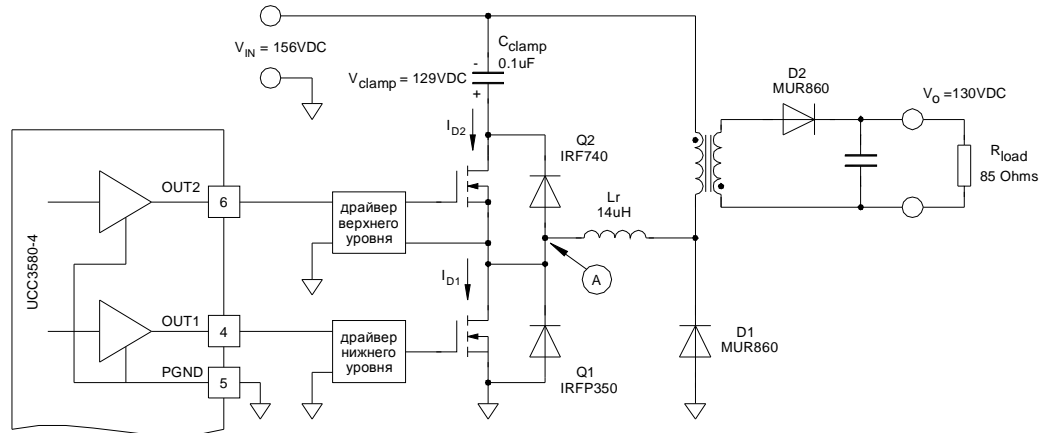 V_IN = 156VDC
C_clamp
0.1uF
-
V_clamp = 129VDC
+
I_D2
Q2
IRF740
D2
MUR860
V_o =130VDC
R_load
85 Ohms
UCC3580-4
OUT2
6
драйвер
верхнего
уровня
Lr
14uH
A
I_D1
OUT1
4
драйвер
нижнего
уровня
PGND
5
Q1
IRFP350
D1
MUR860